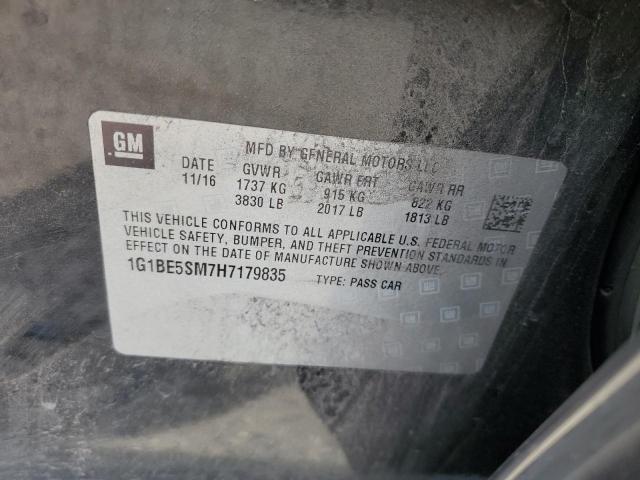 GM
MFD BY GENERAL MOTORS LLC
DATE GVWR GAWR FRT GAWR RR
11/16 1737 KG 915 KG 822 KG
3830 LB 2017 LB 1813 LB
THIS VEHICLE CONFORMS TO ALL APPLICABLE U.S. FEDERAL MOTOR
VEHICLE SAFETY, BUMPER, AND THEFT PREVENTION STANDARDS IN
EFFECT ON THE DATE OF MANUFACTURE SHOWN ABOVE.
1G1BE5SM7H7179835 TYPE: PASS CAR